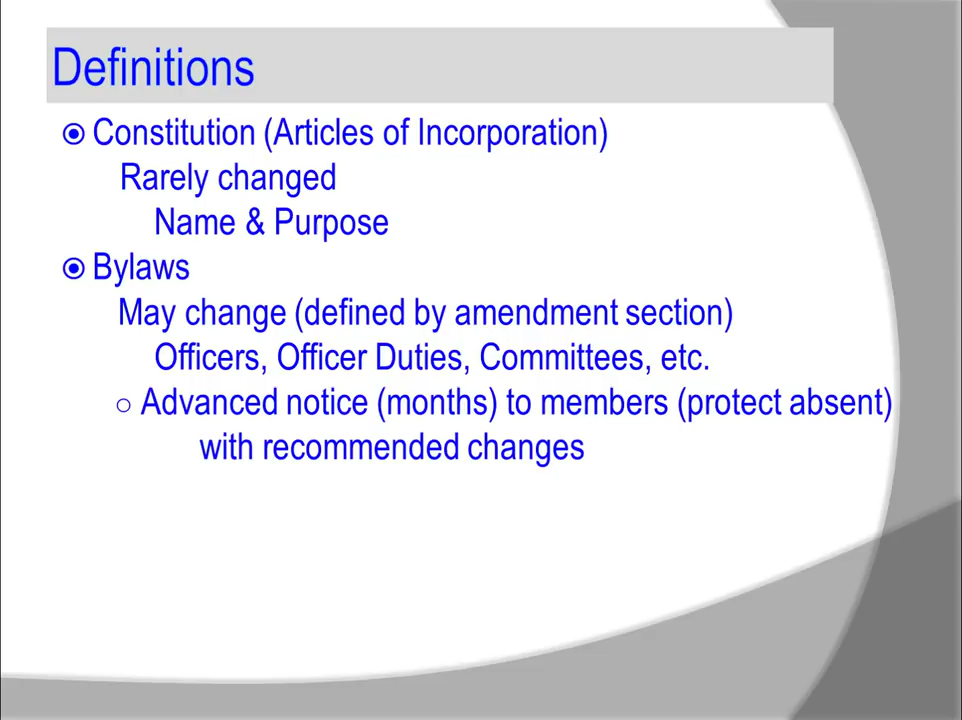 Definitions
Constitution (Articles of Incorporation)
Rarely changed
Name & Purpose
Bylaws
May change (defined by amendment section)
Officers, Officer Duties, Committees, etc.
Advanced notice (months) to members (protect absent)
with recommended changes